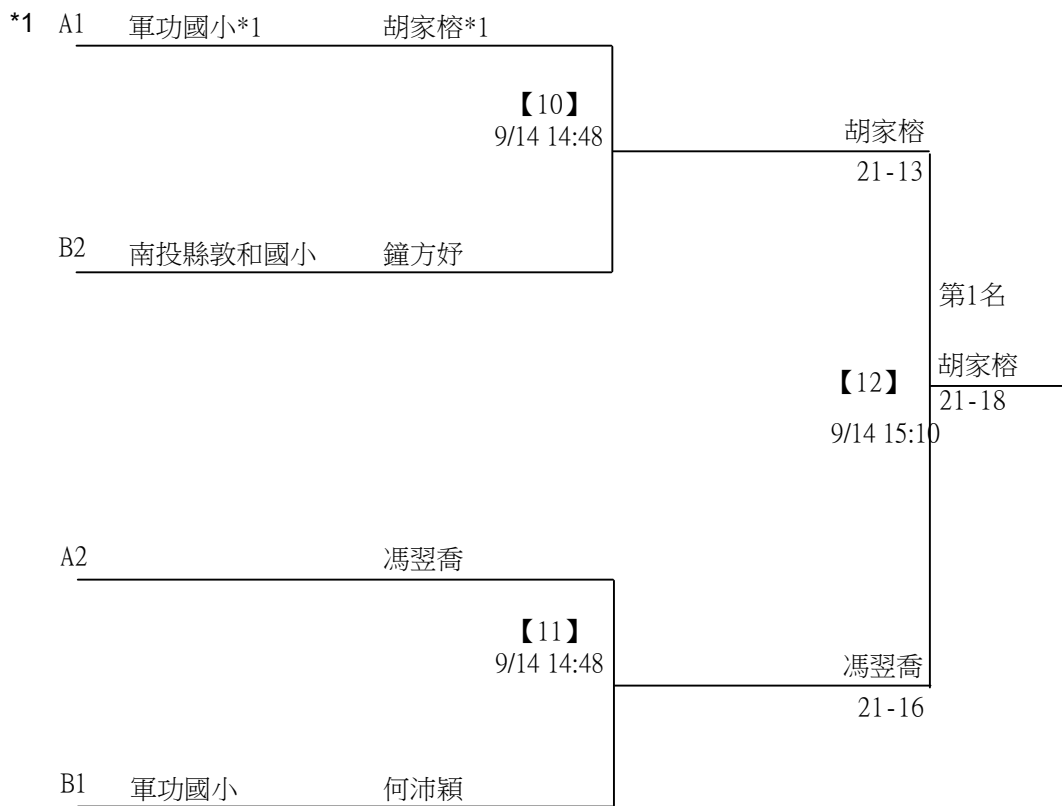 *1 A1 軍功國小*1 胡家榕*1
【10】
9/14 14:48
胡家榕
21-13
B2 南投縣敦和國小 鐘方妤
第1名
胡家榕
【12】
21-18
9/14 15:10
A2 馮翌喬
【11】
9/14 14:48
馮翌喬
21-16
B1 軍功國小 何沛穎